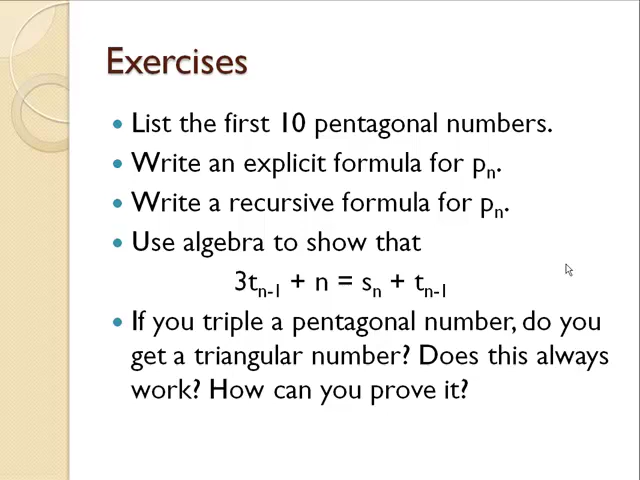 Exercises
• List the first 10 pentagonal numbers.
• Write an explicit formula for pₙ.
• Write a recursive formula for pₙ.
• Use algebra to show that
3tₙ₋₁ + n = sₙ + tₙ₋₁
• If you triple a pentagonal number, do you
get a triangular number? Does this always
work? How can you prove it?